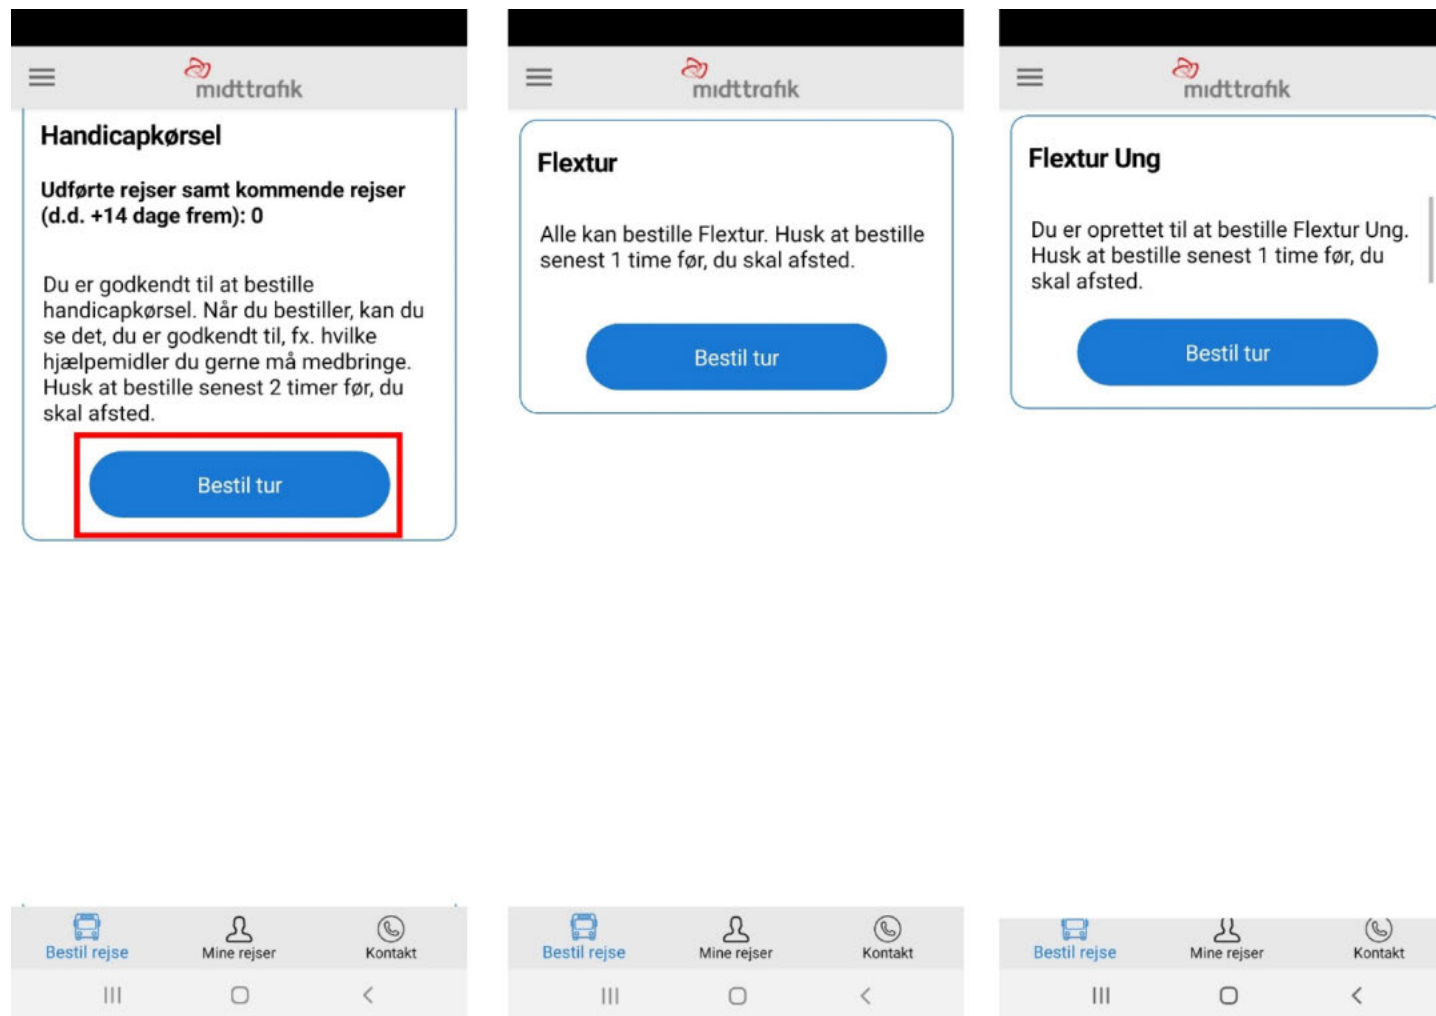 midttrafik
Handicapkørsel
Udførte rejser samt kommende rejser
(d.d. +14 dage frem): 0
Du er godkendt til at bestille
handicapkørsel. Når du bestiller, kan du
se det, du er godkendt til, fx. hvilke
hjælpemidler du gerne må medbringe.
Husk at bestille senest 2 timer før, du
skal afsted.
Bestil tur
Bestil rejse
Mine rejser
Kontakt
midttrafik
Flextur
Alle kan bestille Flextur. Husk at bestille
senest 1 time før, du skal afsted.
Bestil tur
Bestil rejse
Mine rejser
Kontakt
midttrafik
Flextur Ung
Du er oprettet til at bestille Flextur Ung.
Husk at bestille senest 1 time før, du
skal afsted.
Bestil tur
Bestil rejse
Mine rejser
Kontakt